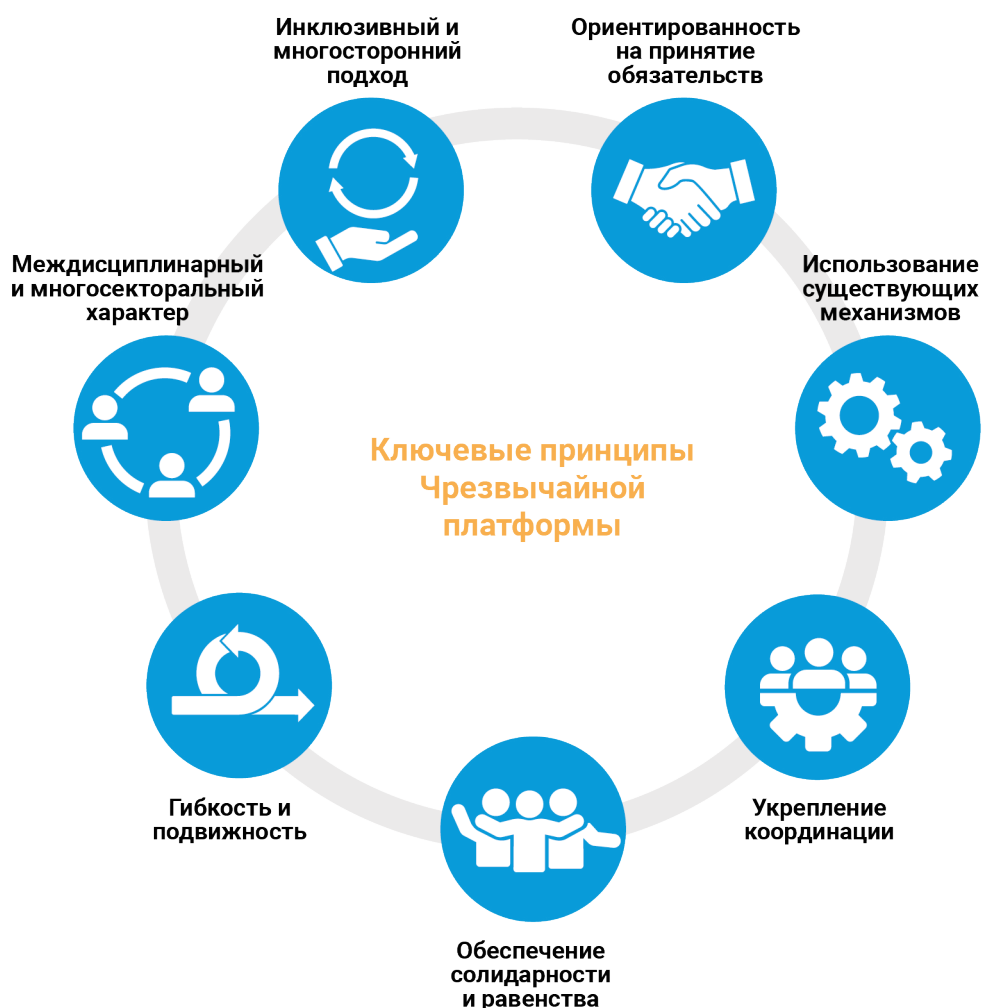 Инклюзивный и
многосторонний
подход
Ориентированность
на принятие
обязательств
Междисциплинарный
и многосекторальный
характер
Использование
существующих
механизмов
Ключевые принципы
Чрезвычайной
платформы
Гибкость и
подвижность
Укрепление
координации
Обеспечение
солидарности
и равенства